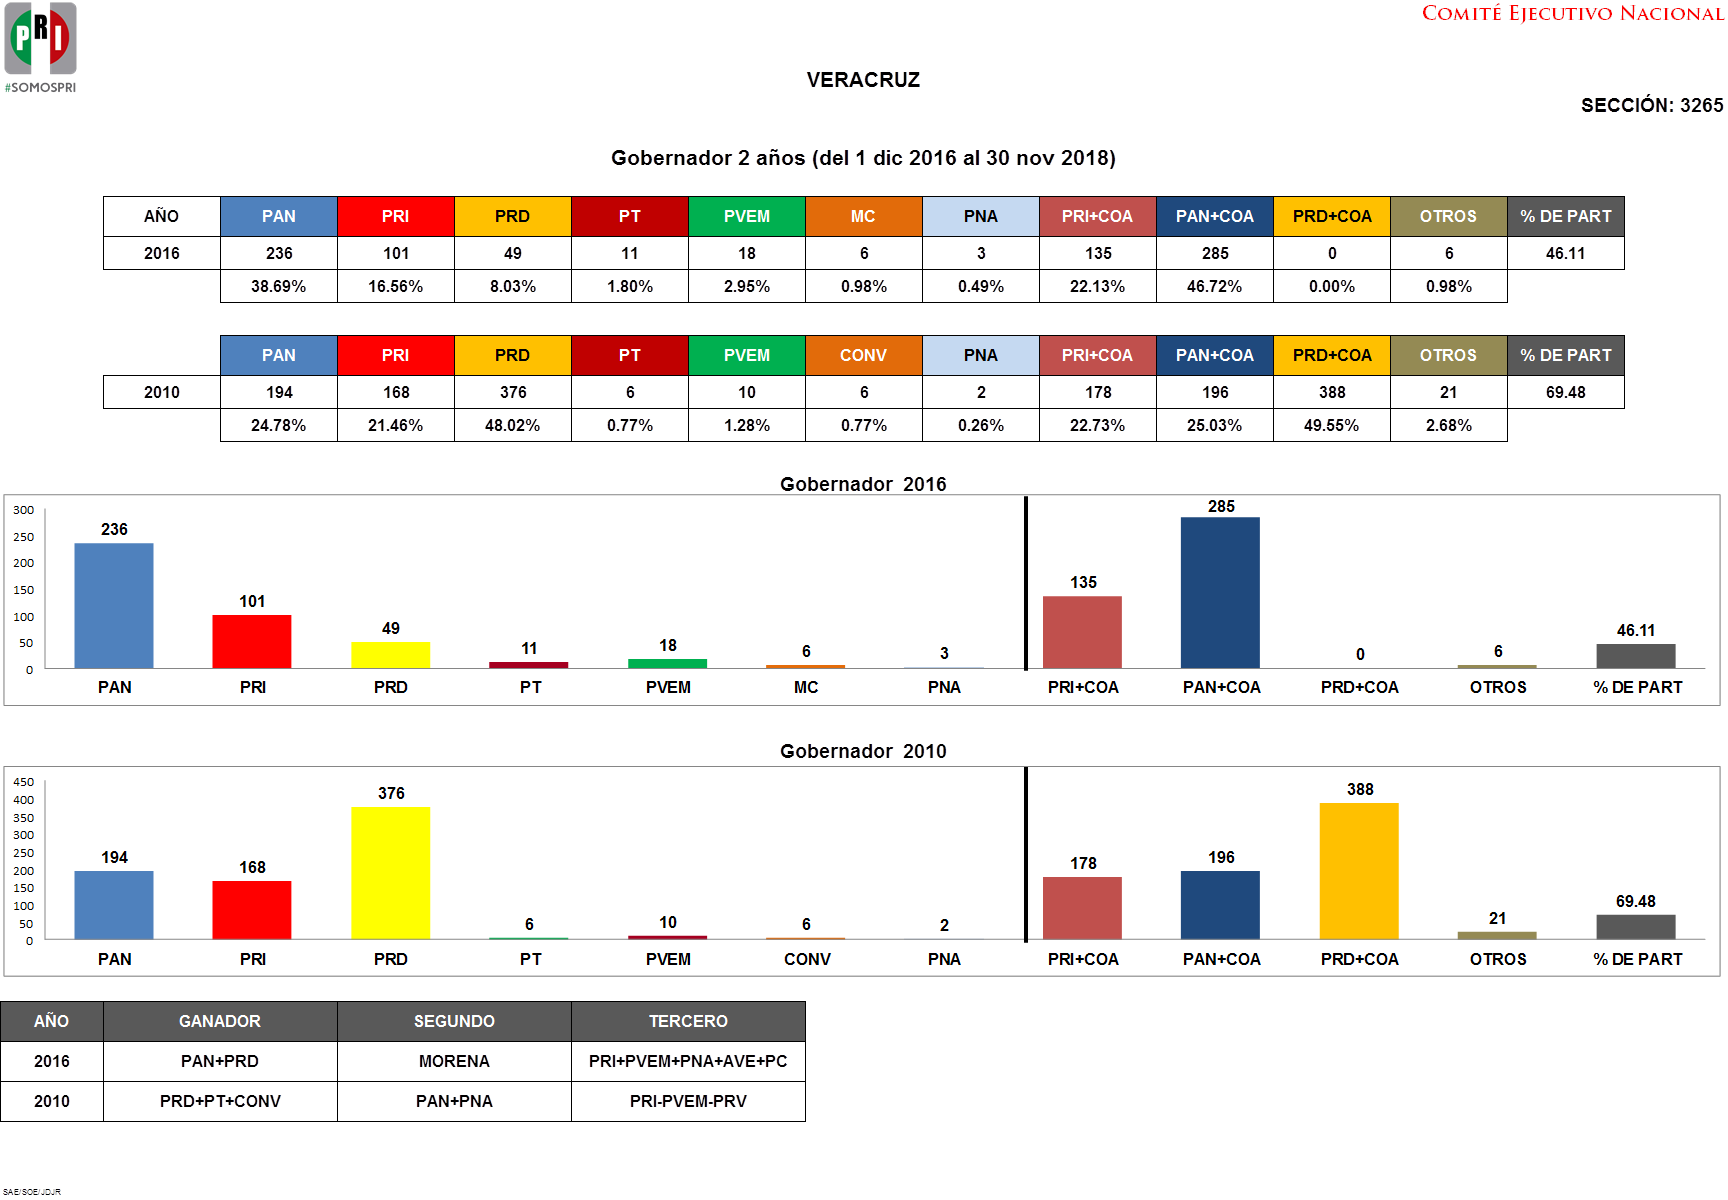 COMITÉ EJECUTIVO NACIONAL
PRI
#SOMOSPRI
VERACRUZ
SECCIÓN: 3265
Gobernador 2 años (del 1 dic 2016 al 30 nov 2018)
AÑO PAN PRI PRD PT PVEM MC PNA PRI+COA PAN+COA PRD+COA OTROS % DE PART
2016 236 101 49 11 18 6 3 135 285 0 6 46.11
38.69% 16.56% 8.03% 1.80% 2.95% 0.98% 0.49% 22.13% 46.72% 0.00% 0.98%
PAN PRI PRD PT PVEM CONV PNA PRI+COA PAN+COA PRD+COA OTROS % DE PART
2010 194 168 376 6 10 6 2 178 196 388 21 69.48
24.78% 21.46% 48.02% 0.77% 1.28% 0.77% 0.26% 22.73% 25.03% 49.55% 2.68%
Gobernador 2016
300
250
200
150
100
50
0
236 101 49 11 18 6 3 135 285 0 6 46.11
PAN PRI PRD PT PVEM MC PNA PRI+COA PAN+COA PRD+COA OTROS % DE PART
Gobernador 2010
450
400
350
300
250
200
150
100
50
0
194 168 376 6 10 6 2 178 196 388 21 69.48
PAN PRI PRD PT PVEM CONV PNA PRI+COA PAN+COA PRD+COA OTROS % DE PART
AÑO GANADOR SEGUNDO TERCERO
2016 PAN+PRD MORENA PRI+PVEM+PNA+AVE+PC
2010 PRD+PT+CONV PAN+PNA PRI-PVEM-PRV
SAE/SOE/JDJR